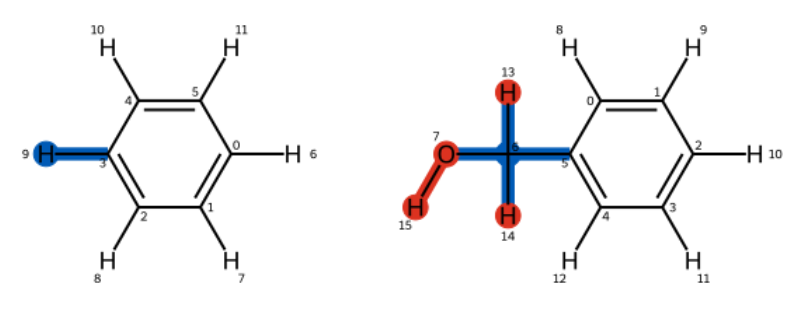 10 11 8 9
H H H H
13
H
4 5 0 1
7 0 6 2
9 H H 6 O H 10
3 5
2 1 4 3
H H
15 14
H H H H
8 7 12 11